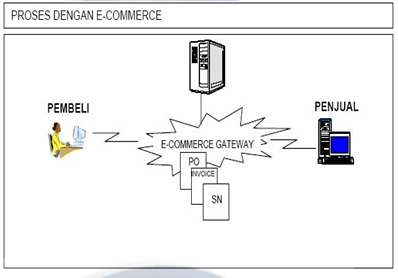 PROSES DENGAN E-COMMERCE
PEMBELI
PENJUAL
E-COMMERCE GATEWAY
PO
INVOICE
SN